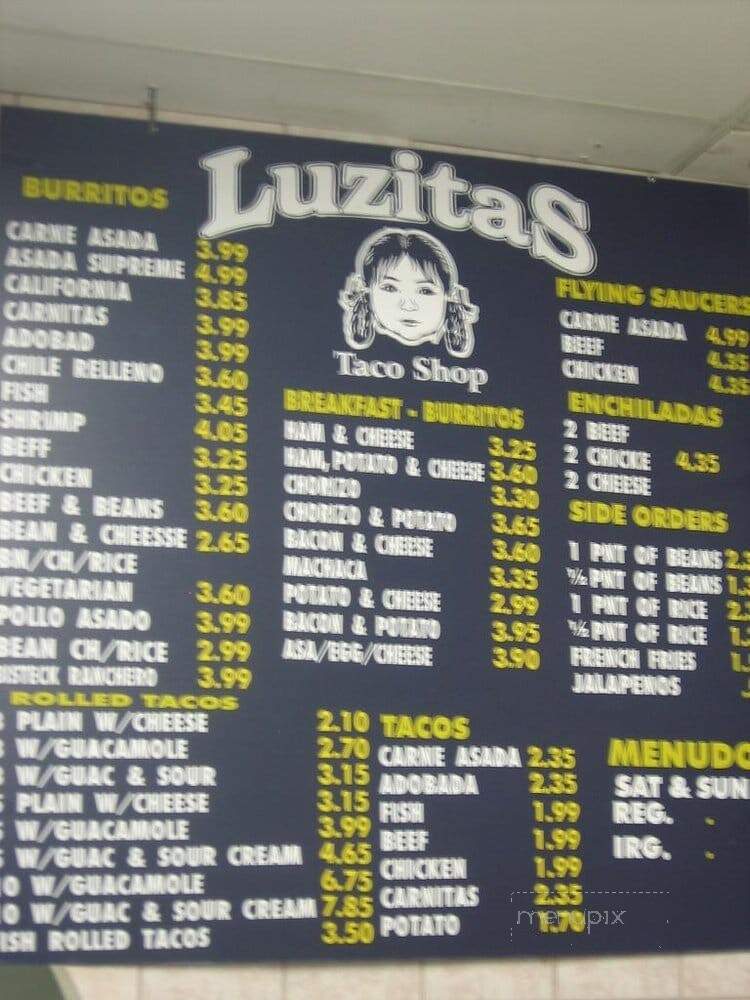 LuzitaS
Taco Shop
BURRITOS
CARNE ASADA 3.99
ASADA SUPREME 4.99
CALIFORNIA 3.85
CARNITAS 3.99
ADOBAD 3.99
CHILE RELLENO 3.60
FISH 3.45
SHRIMP 4.05
BEFF 3.25
CHICKEN 3.25
BEEF & BEANS 3.60
BEAN & CHEESSE 2.65
BN/CH/RICE
VEGETARIAN 3.60
POLLO ASADO 3.99
BEAN CH/RICE 2.99
BISTECK RANCHERO 3.99
BREAKFAST - BURRITOS
HAM & CHEESE 3.25
HAM, POTATO & CHEESE 3.60
CHORIZO 3.30
CHORIZO & POTATO 3.65
BACON & CHEESE 3.60
MACHACA 3.35
POTATO & CHEESE 2.99
BACON & POTATO 3.95
ASA/EGG/CHEESE 3.90
FLYING SAUCERS
CARNE ASADA 4.99
BEEF 4.35
CHICKEN 4.35
ENCHILADAS
2 BEEF
2 CHICKE 4.35
2 CHEESE
SIDE ORDERS
1 PNT OF BEANS
1/2 PNT OF BEANS
1 PNT OF RICE
1/2 PNT OF RICE
FRENCH FRIES
JALAPENOS
ROLLED TACOS
PLAIN W/CHEESE 2.10
W/GUACAMOLE 2.70
W/GUAC & SOUR 3.15
PLAIN W/CHEESE 3.15
W/GUACAMOLE 3.99
W/GUAC & SOUR CREAM 4.65
W/GUACAMOLE 6.75
W/GUAC & SOUR CREAM 7.85
ISH ROLLED TACOS 3.50
TACOS
CARNE ASADA 2.35
ADOBADA 2.35
FISH 1.99
BEEF 1.99
CHICKEN 1.99
CARNITAS 2.35
POTATO 1.70
MENUDO
SAT & SUN
REG.
IRG.
menupix